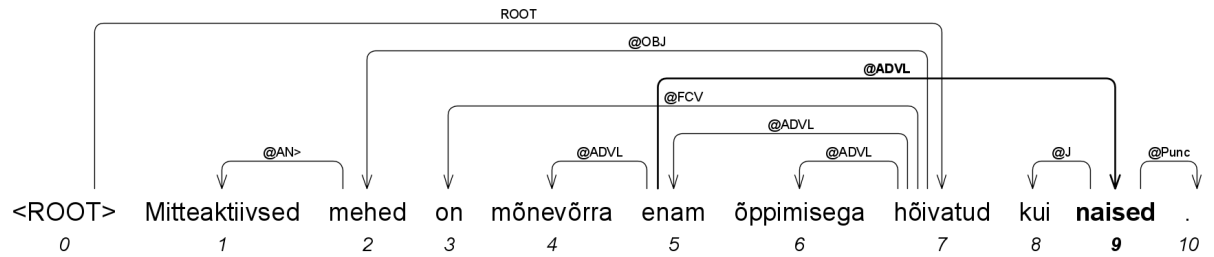 ROOT
@OBJ
@ADVL
@FCV
@ADVL
@AN> @ADVL @ADVL @J @Punc
<ROOT> Mitteaktiivsed mehed on mõnevõrra enam õppimisega hõivatud kui naised .
0 1 2 3 4 5 6 7 8 9 10